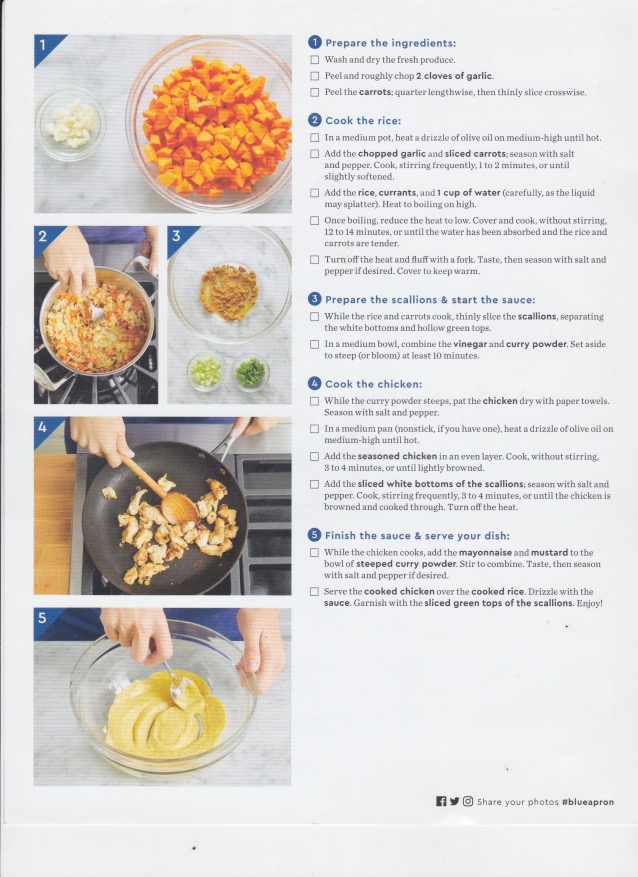 1
1 Prepare the ingredients:
Wash and dry the fresh produce.
Peel and roughly chop 2 cloves of garlic.
Peel the carrots; quarter lengthwise, then thinly slice crosswise.
2 Cook the rice:
In a medium pot, heat a drizzle of olive oil on medium-high until hot.
Add the chopped garlic and sliced carrots; season with salt
and pepper. Cook, stirring frequently, 1 to 2 minutes, or until
slightly softened.
Add the rice, currants, and 1 cup of water (carefully, as the liquid
may splatter). Heat to boiling on high.
Once boiling, reduce the heat to low. Cover and cook, without stirring,
12 to 14 minutes, or until the water has been absorbed and the rice and
carrots are tender.
Turn off the heat and fluff with a fork. Taste, then season with salt and
pepper if desired. Cover to keep warm.
2
3
3 Prepare the scallions & start the sauce:
While the rice and carrots cook, thinly slice the scallions, separating
the white bottoms and hollow green tops.
In a medium bowl, combine the vinegar and curry powder. Set aside
to steep (or bloom) at least 10 minutes.
4 Cook the chicken:
While the curry powder steeps, pat the chicken dry with paper towels.
Season with salt and pepper.
In a medium pan (nonstick, if you have one), heat a drizzle of olive oil on
medium-high until hot.
Add the seasoned chicken in an even layer. Cook, without stirring,
3 to 4 minutes, or until lightly browned.
Add the sliced white bottoms of the scallions; season with salt and
pepper. Cook, stirring frequently, 3 to 4 minutes, or until the chicken is
browned and cooked through. Turn off the heat.
4
5 Finish the sauce & serve your dish:
While the chicken cooks, add the mayonnaise and mustard to the
bowl of steeped curry powder. Stir to combine. Taste, then season
with salt and pepper if desired.
Serve the cooked chicken over the cooked rice. Drizzle with the
sauce. Garnish with the sliced green tops of the scallions. Enjoy!
5
Share your photos #blueapron